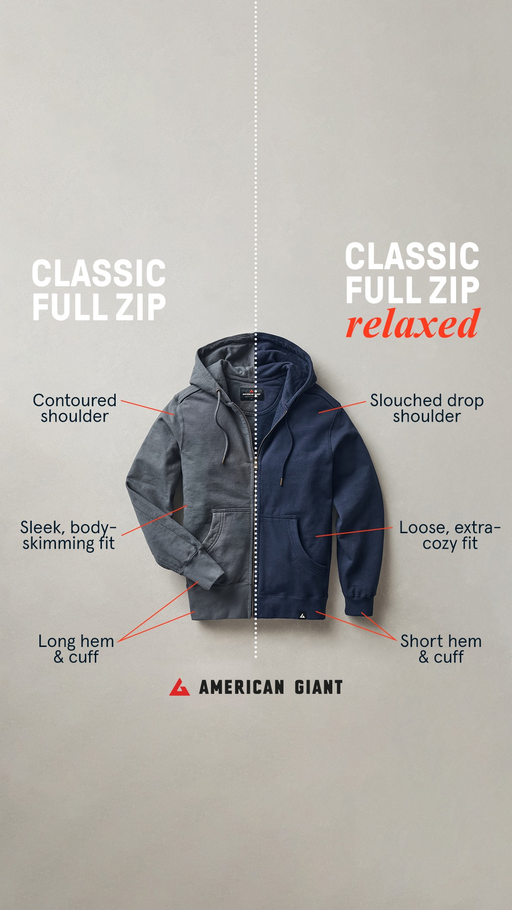 CLASSIC
FULL ZIP
CLASSIC
FULL ZIP
relaxed
Contoured
shoulder
Slouched drop
shoulder
Sleek, body-
skimming fit
Loose, extra-
cozy fit
Long hem
& cuff
Short hem
& cuff
AMERICAN GIANT